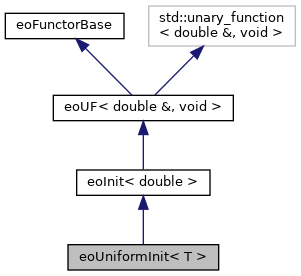 eoFunctorBase
std::unary_function
< double &, void >
eoUF< double &, void >
eoInit< double >
eoUniformInit< T >